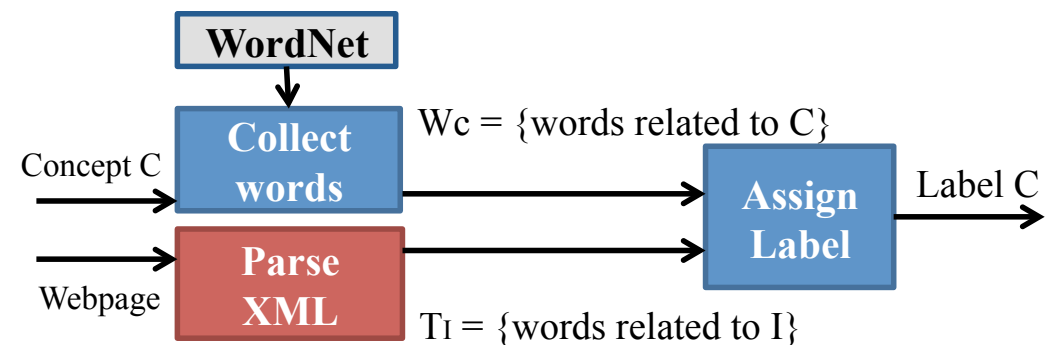 WordNet
Collect
words
Wc = {words related to C}
Concept C
Assign
Label
Label C
Parse
XML
Webpage
TI = {words related to I}